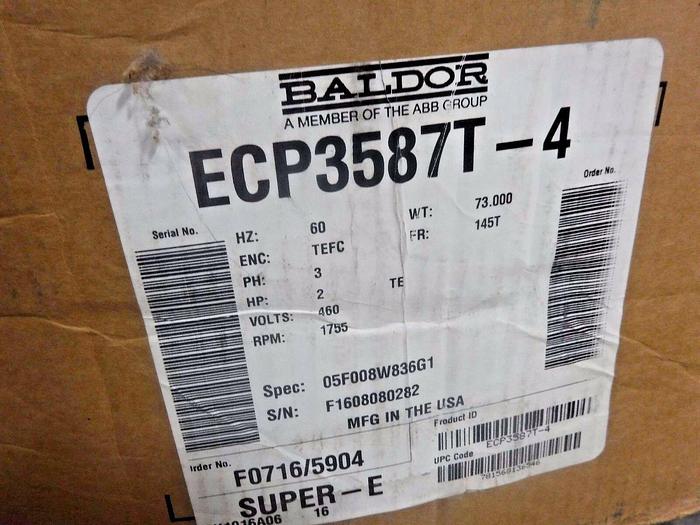 BALDOR
A MEMBER OF THE ABB GROUP
ECP3587T-4
Serial No.
Order No.
HZ: 60
WT: 73.000
ENC: TEFC
FR: 145T
PH: 3
TE
HP: 2
VOLTS: 460
RPM: 1755
Spec: 05F008W836G1
S/N: F1608080282
MFG IN THE USA
Product ID
ECP3587T-4
Order No.
F0716/5904
UPC Code
SUPER-E
16